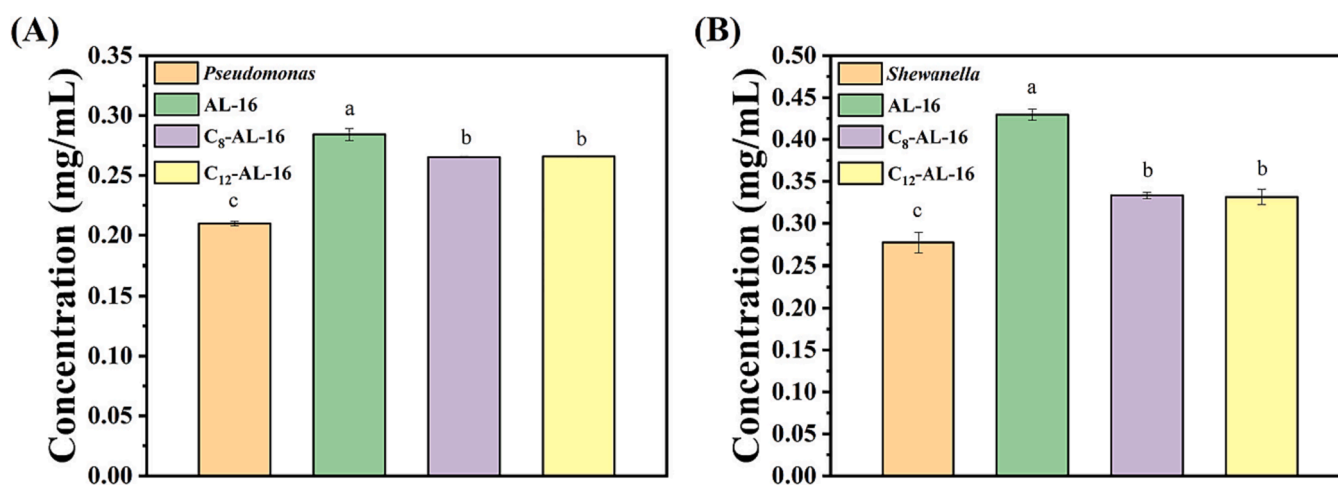 (A)
Concentration (mg/mL)
0.35
0.30
0.25
0.20
0.15
0.10
0.05
0.00
Pseudomonas
AL-16
C₈-AL-16
C₁₂-AL-16
c
a
b
b
(B)
Concentration (mg/mL)
0.50
0.45
0.40
0.35
0.30
0.25
0.20
0.15
0.10
0.05
0.00
Shewanella
AL-16
C₈-AL-16
C₁₂-AL-16
c
a
b
b